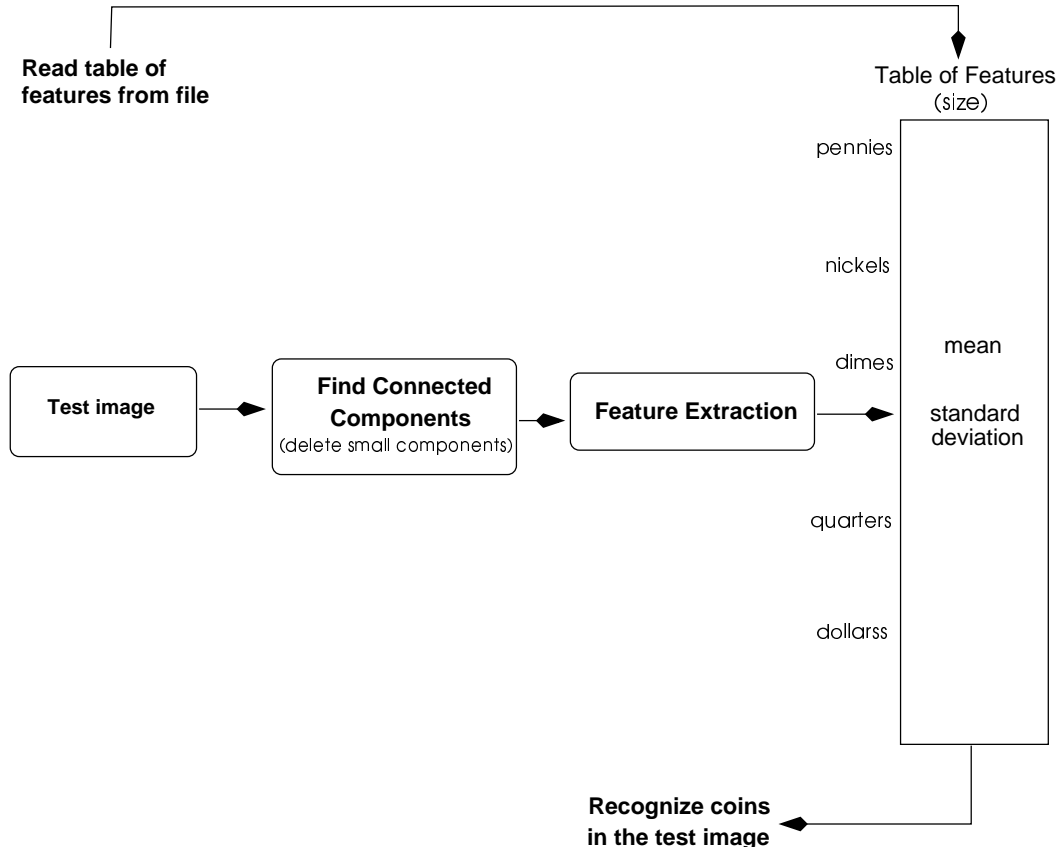 Read table of
features from file
Table of Features
(size)
pennies
nickels
dimes
mean
Test image
Find Connected
Components
(delete small components)
Feature Extraction
standard
deviation
quarters
dollarss
Recognize coins
in the test image